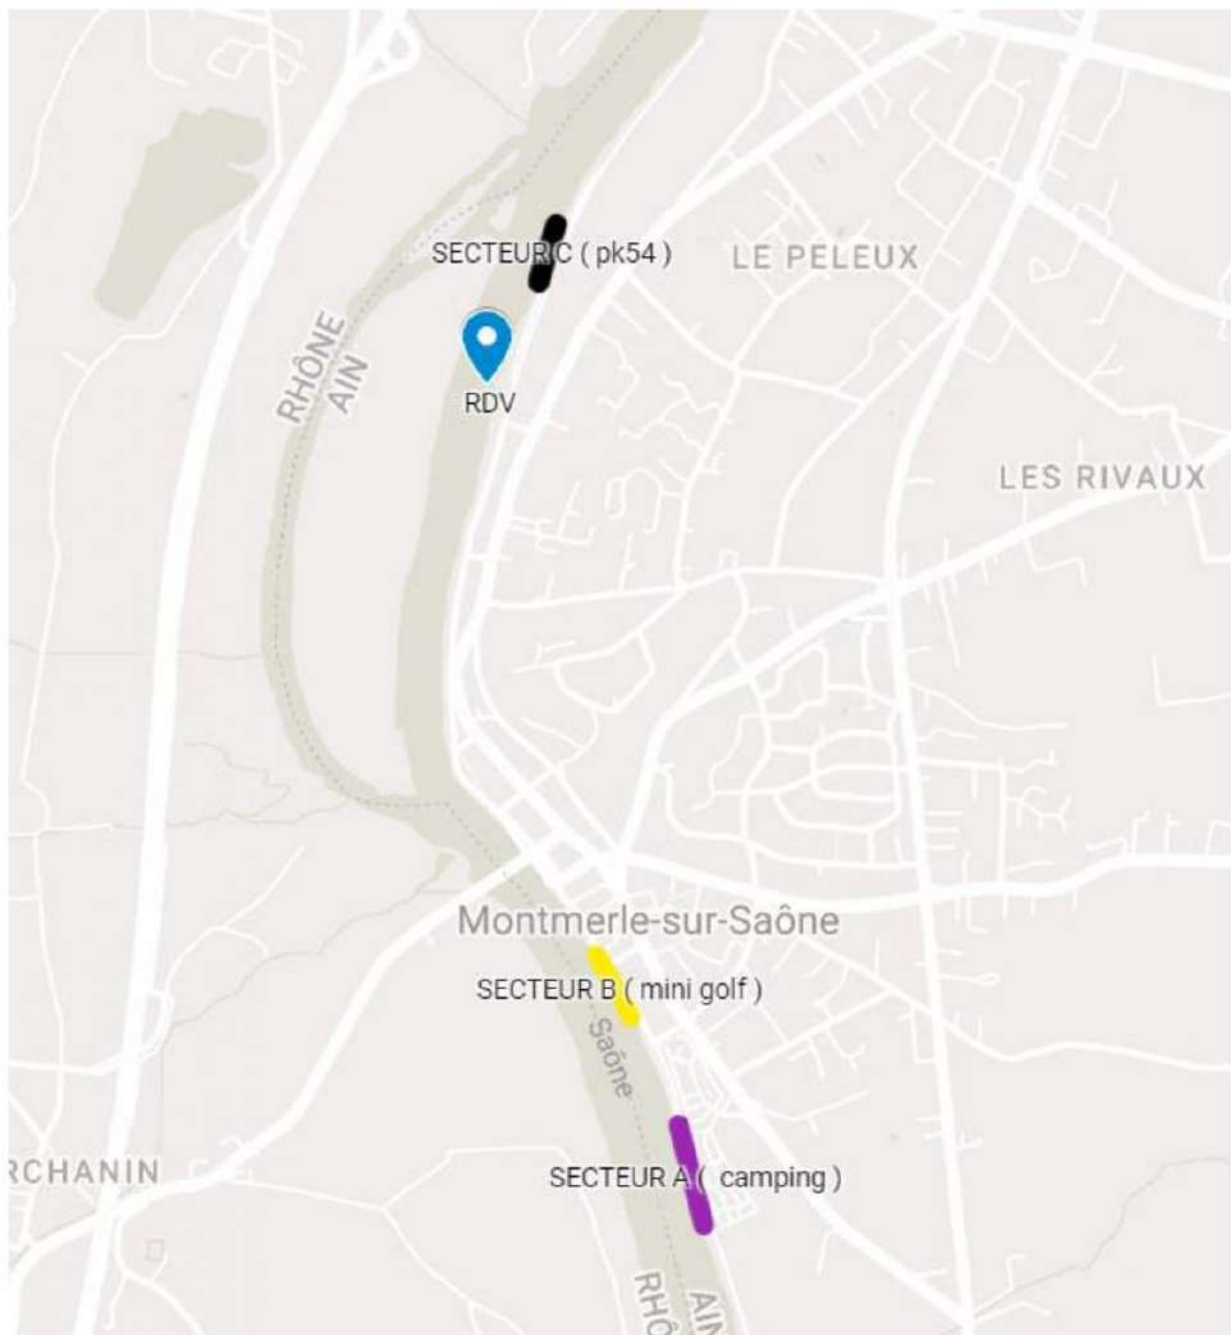 SECTEUR C ( pk54 )
LE PELEUX
RHÔNE
AIN
RDV
LES RIVAUX
Montmerle-sur-Saône
SECTEUR B ( mini golf )
Saône
RCHANIN
SECTEUR A ( camping )
RHÔ
AIN